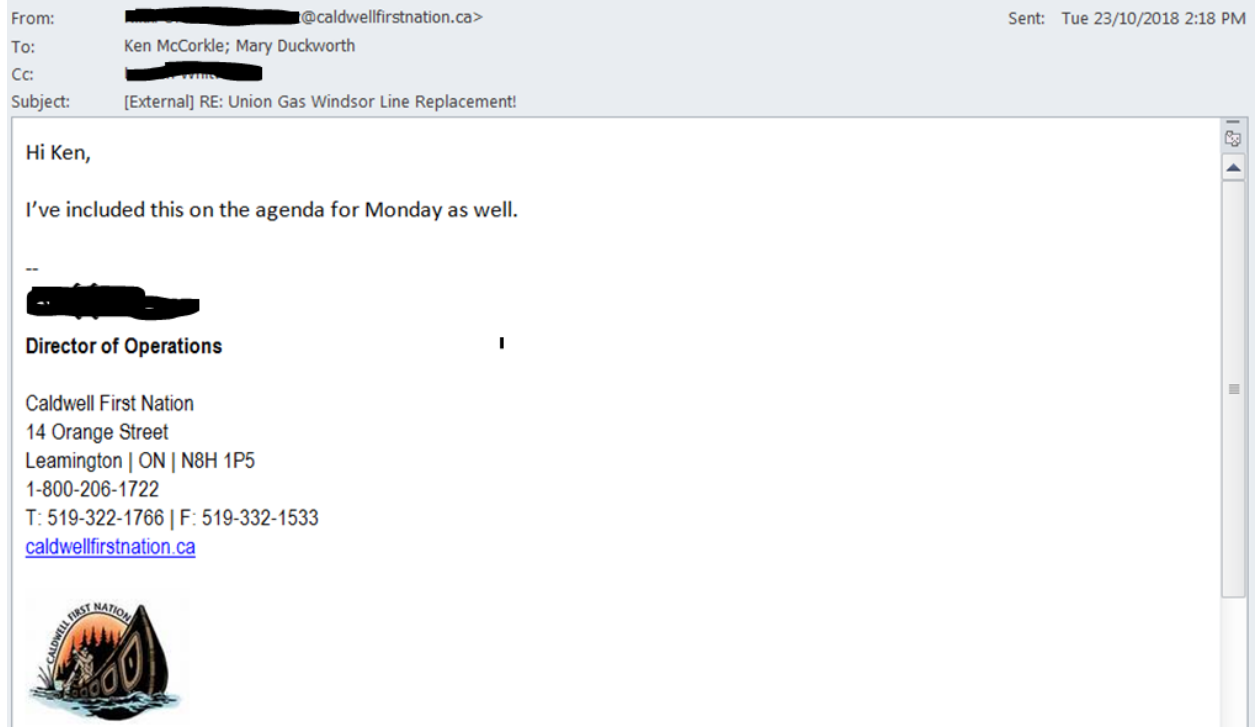 From: @caldwellfirstnation.ca> Sent: Tue 23/10/2018 2:18 PM
To: Ken McCorkle; Mary Duckworth
Cc:
Subject: [External] RE: Union Gas Windsor Line Replacement!
Hi Ken,
I've included this on the agenda for Monday as well.
--
Director of Operations
Caldwell First Nation
14 Orange Street
Leamington | ON | N8H 1P5
1-800-206-1722
T: 519-322-1766 | F: 519-332-1533
caldwellfirstnation.ca
CALDWELL FIRST NATION